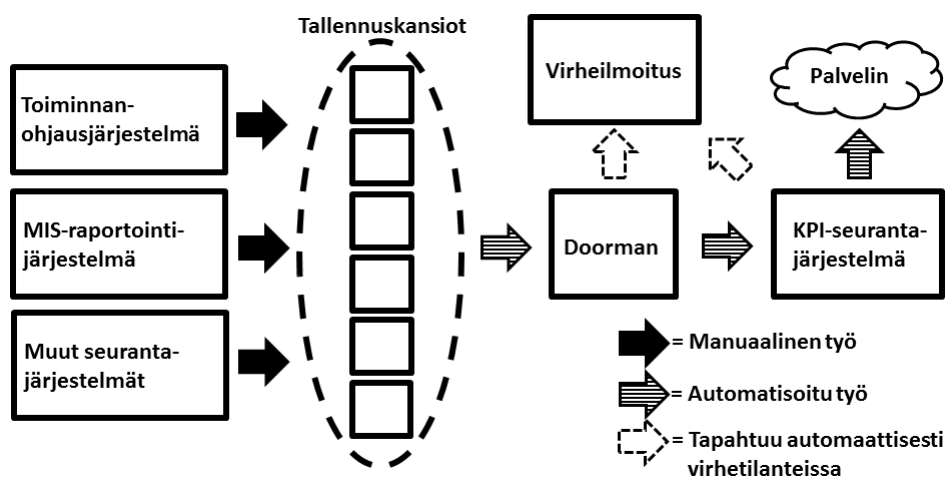 Tallennuskansiot
Toiminnan-
ohjausjärjestelmä
MIS-raportointi-
järjestelmä
Muut seuranta-
järjestelmät
Virheilmoitus
Palvelin
Doorman
KPI-seuranta-
järjestelmä
= Manuaalinen työ
= Automatisoitu työ
= Tapahtuu automaattisesti
virhetilanteissa